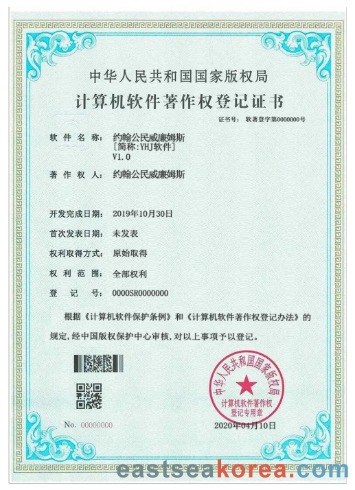 中华人民共和国国家版权局
计算机软件著作权登记证书
证书号: 软著登字第0000000号
软件名称: 约翰公民威廉姆斯
[简称:YHJ软件]
V1.0
著作权人: 约翰公民威廉姆斯
开发完成日期: 2019年10月30日
首次发表日期: 未发表
权利取得方式: 原始取得
权利范围: 全部权利
登记号: 0000SR0000000
根据《计算机软件保护条例》和《计算机软件著作权登记办法》的
规定,经中国版权保护中心审核,对以上事项予以登记。
中华人民共和国国家版权局
计算机软件著作权
登记专用章
No. 00000000
2020年04月10日
eastseakorea.com